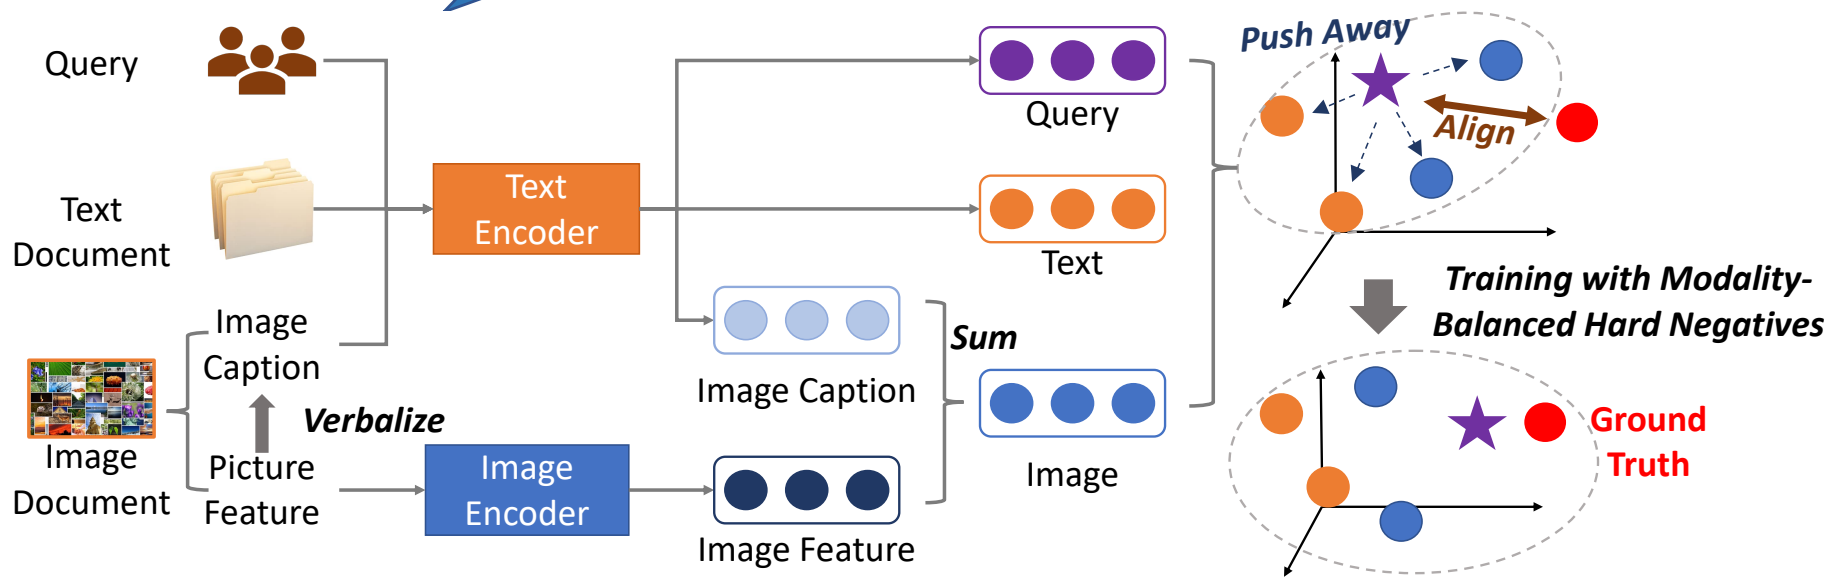 Query
Text
Document
Image
Caption
Verbalize
Image
Document
Picture
Feature
Text
Encoder
Image
Encoder
Query
Text
Image Caption
Sum
Image
Image Feature
Push Away
Align
Training with Modality-
Balanced Hard Negatives
Ground
Truth